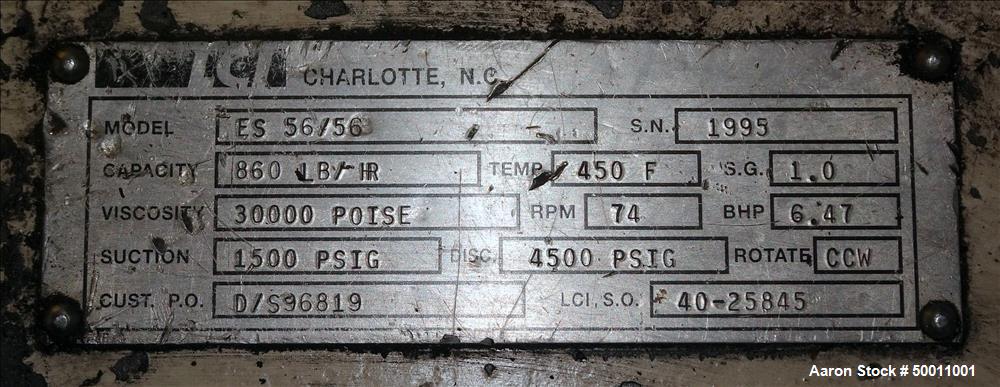 LCI CHARLOTTE, N.C.
MODEL ES 56/56 S.N. 1995
CAPACITY 860 LB/HR TEMP 450 F S.G. 1.0
VISCOSITY 30000 POISE RPM 74 BHP 6.47
SUCTION 1500 PSIG DISC. 4500 PSIG ROTATE CCW
CUST. P.O. D/S96819 LCI, S.O. 40-25845
Aaron Stock # 50011001